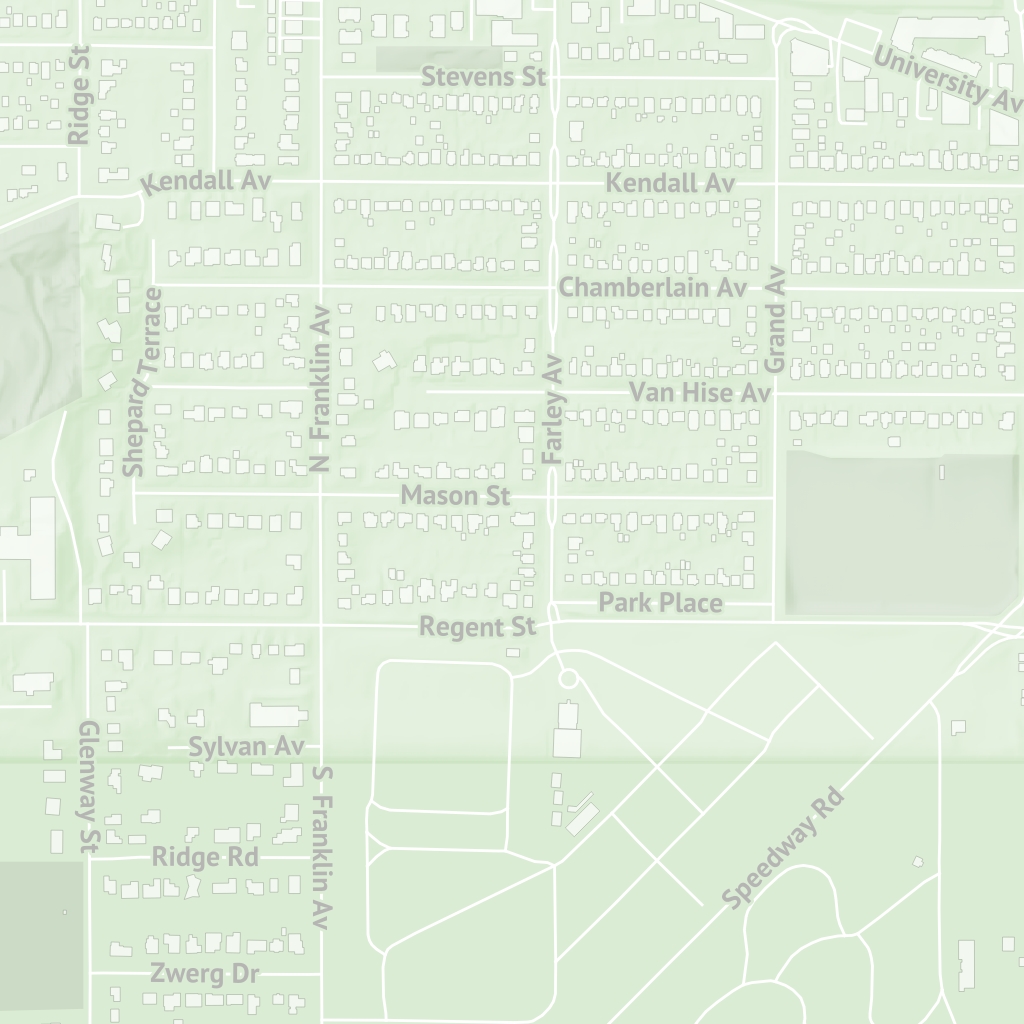 Stevens St
University Av
Ridge St
Kendall Av
Kendall Av
Chamberlain Av
Grand Av
Shepard Terrace
N Franklin Av
Farley Av
Van Hise Av
Mason St
Park Place
Regent St
Glenway St
Sylvan Av
S Franklin Av
Speedway Rd
Ridge Rd
Zwerg Dr